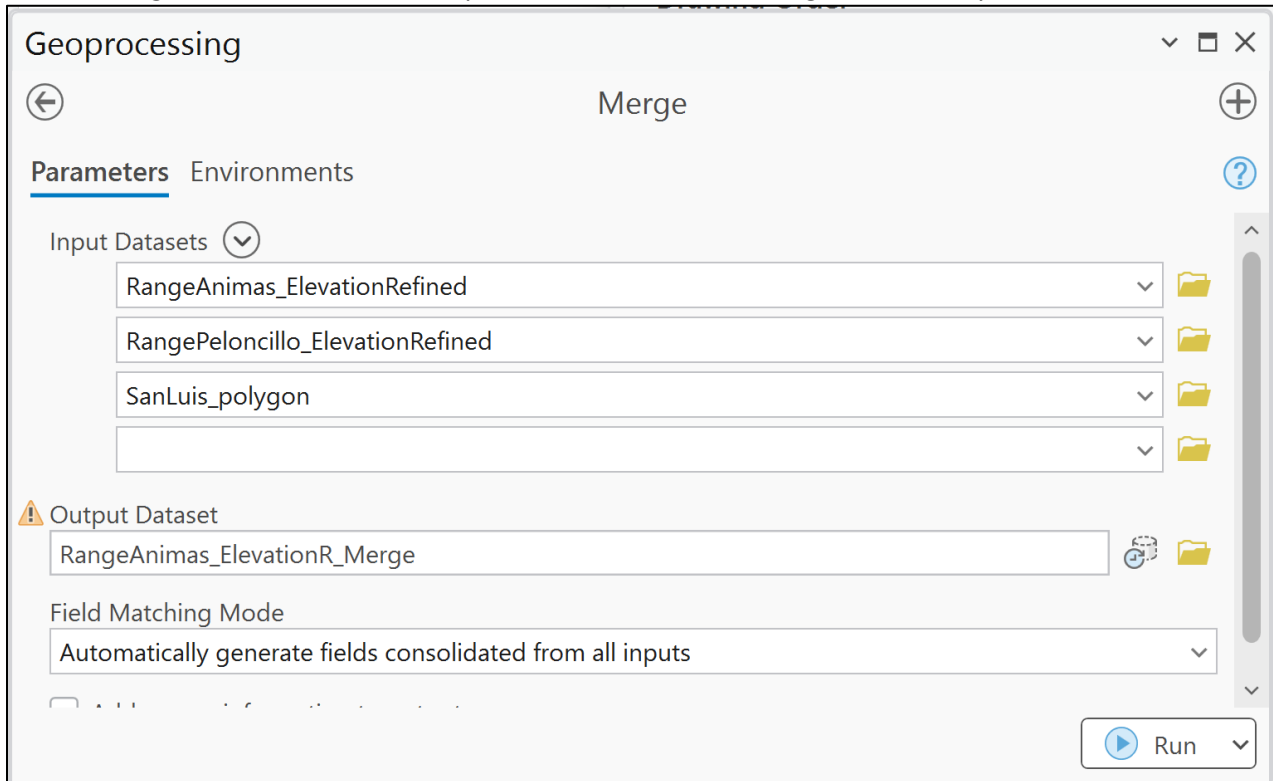 Geoprocessing
Merge
Parameters Environments
Input Datasets
RangeAnimas_ElevationRefined
RangePeloncillo_ElevationRefined
SanLuis_polygon
Output Dataset
RangeAnimas_ElevationR_Merge
Field Matching Mode
Automatically generate fields consolidated from all inputs
Run